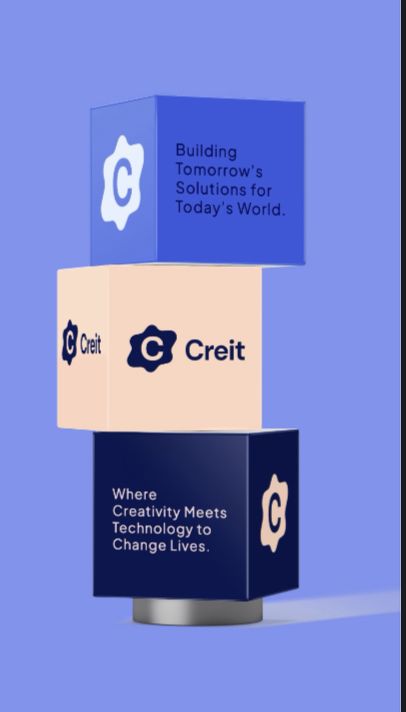 C
Building
Tomorrow's
Solutions for
Today's World.
C Creit
C Creit
Where
Creativity Meets
Technology to
Change Lives.
C